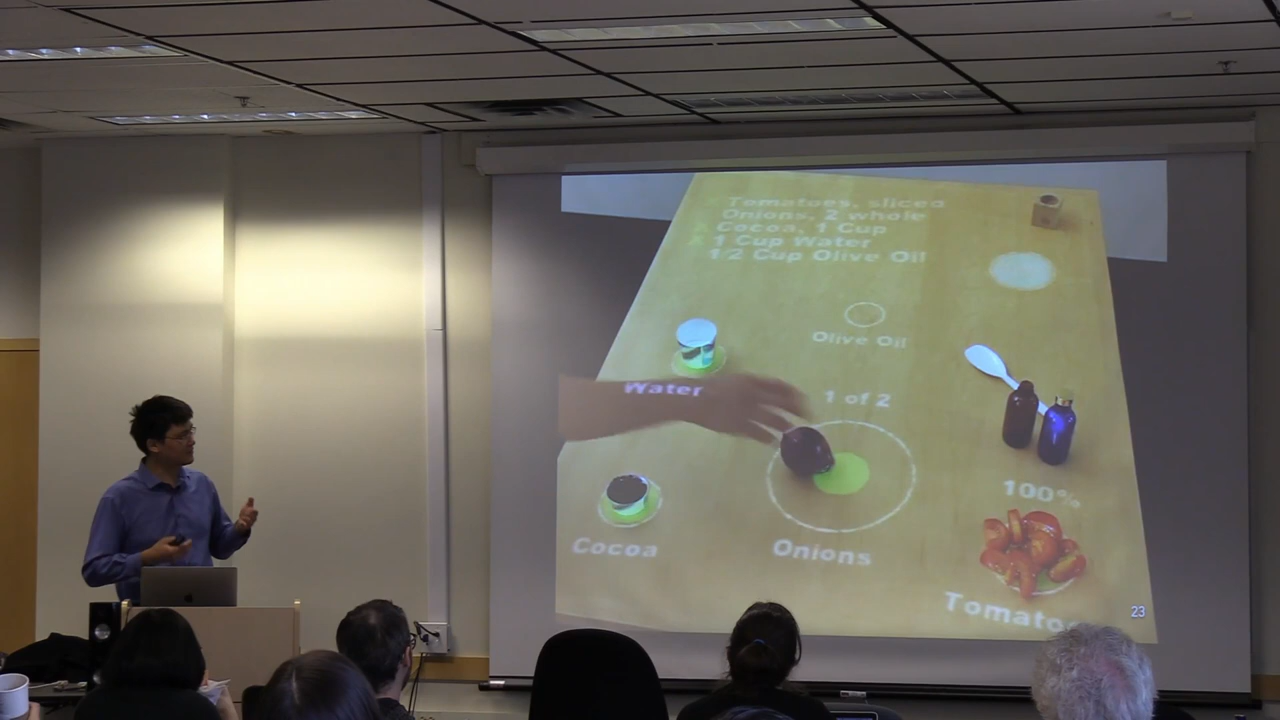 Tomatoes, sliced
Onions, 2 whole
Cocoa, 1 Cup
1 Cup Water
1/2 Cup Olive Oil
Olive Oil
Water
1 of 2
100%
Cocoa
Onions
Tomato
23